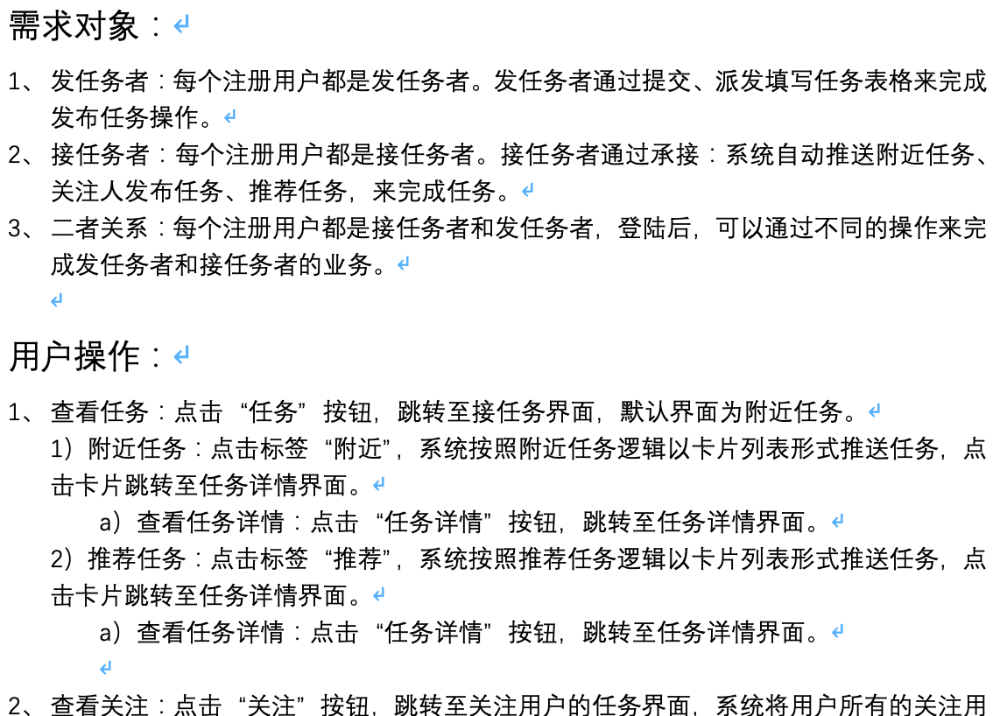 需求对象：
1、 发任务者：每个注册用户都是发任务者。发任务者通过提交、派发填写任务表格来完成
发布任务操作。
2、 接任务者：每个注册用户都是接任务者。接任务者通过承接：系统自动推送附近任务、
关注人发布任务、推荐任务，来完成任务。
3、 二者关系：每个注册用户都是接任务者和发任务者，登陆后，可以通过不同的操作来完
成发任务者和接任务者的业务。
用户操作：
1、 查看任务：点击 “任务” 按钮，跳转至接任务界面，默认界面为附近任务。
1）附近任务：点击标签 “附近”，系统按照附近任务逻辑以卡片列表形式推送任务，点
击卡片跳转至任务详情界面。
a）查看任务详情：点击 “任务详情” 按钮，跳转至任务详情界面。
2）推荐任务：点击标签 “推荐”，系统按照推荐任务逻辑以卡片列表形式推送任务，点
击卡片跳转至任务详情界面。
a）查看任务详情：点击 “任务详情” 按钮，跳转至任务详情界面。
2、 查看关注：点击 “关注” 按钮，跳转至关注用户的任务界面，系统将用户所有的关注用